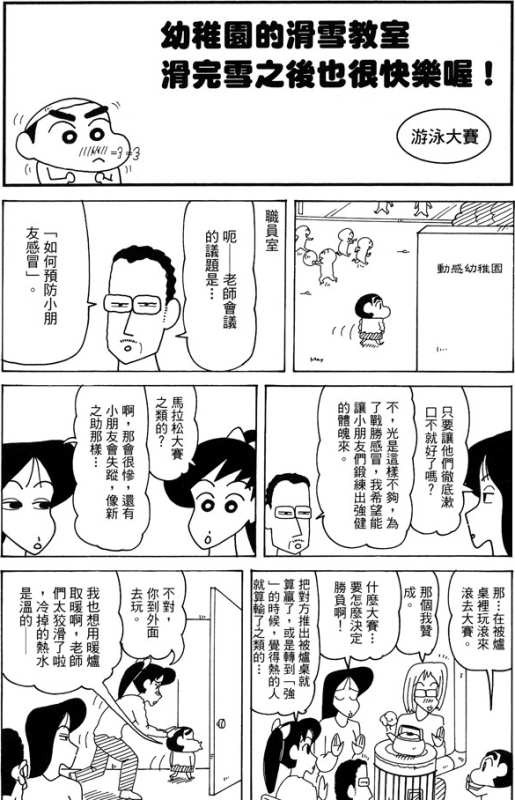 幼稚園的滑雪教室
滑完雪之後也很快樂喔！
游泳大賽
動感幼稚園
職員室
呃──老師會議
的議題是…
「如何預防小朋
友感冒」。
只要讓他們徹底漱
口不就好了嗎？
不，光是這樣不夠，為
了戰勝感冒，我希望能
讓小朋友們鍛練出強健
的體魄來。
馬拉松大賽
之類的？
啊，那會很慘，還有
小朋友會失蹤，像新
之助那樣…
那…在被爐
桌裡玩滾來
滾去大賽。
那個我贊
成。
什麼大賽…
要怎麼決定
勝負啊！
把對方推出被爐桌就
算贏了，或是轉到「強
」的時候，覺得熱的人
就算輸了之類的…
不對，
你到外面
去玩。
我也想用暖爐
取暖啊，老師
們太狡滑了啦
，冷掉的熱水
是溫的──